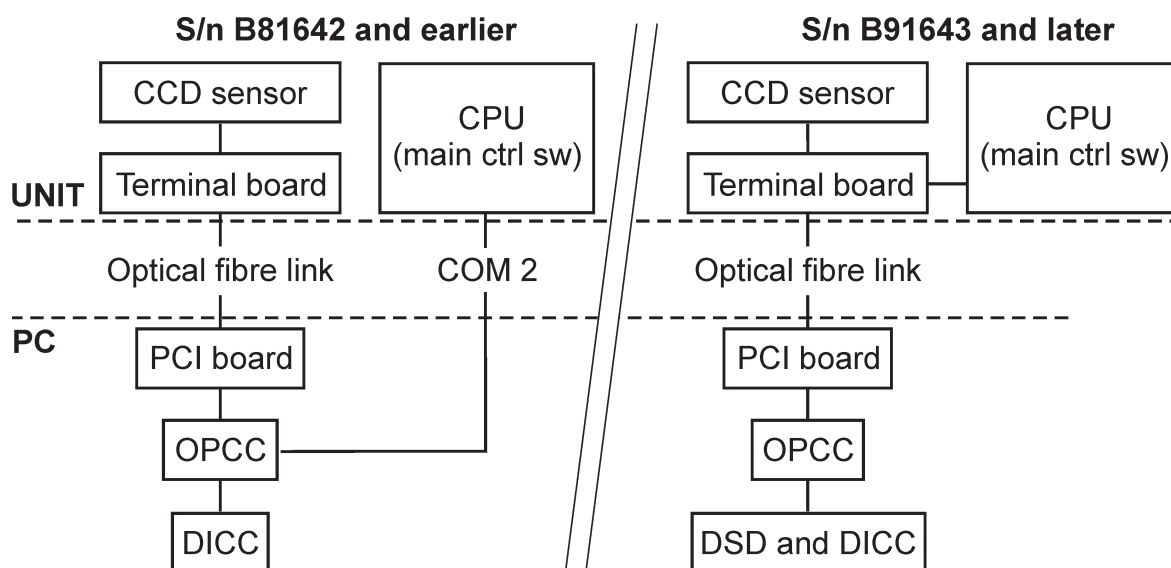 S/n B81642 and earlier
CCD sensor
CPU
(main ctrl sw)
Terminal board
UNIT
Optical fibre link
COM 2
PC
PCI board
OPCC
DICC
S/n B91643 and later
CCD sensor
CPU
(main ctrl sw)
Terminal board
Optical fibre link
PCI board
OPCC
DSD and DICC